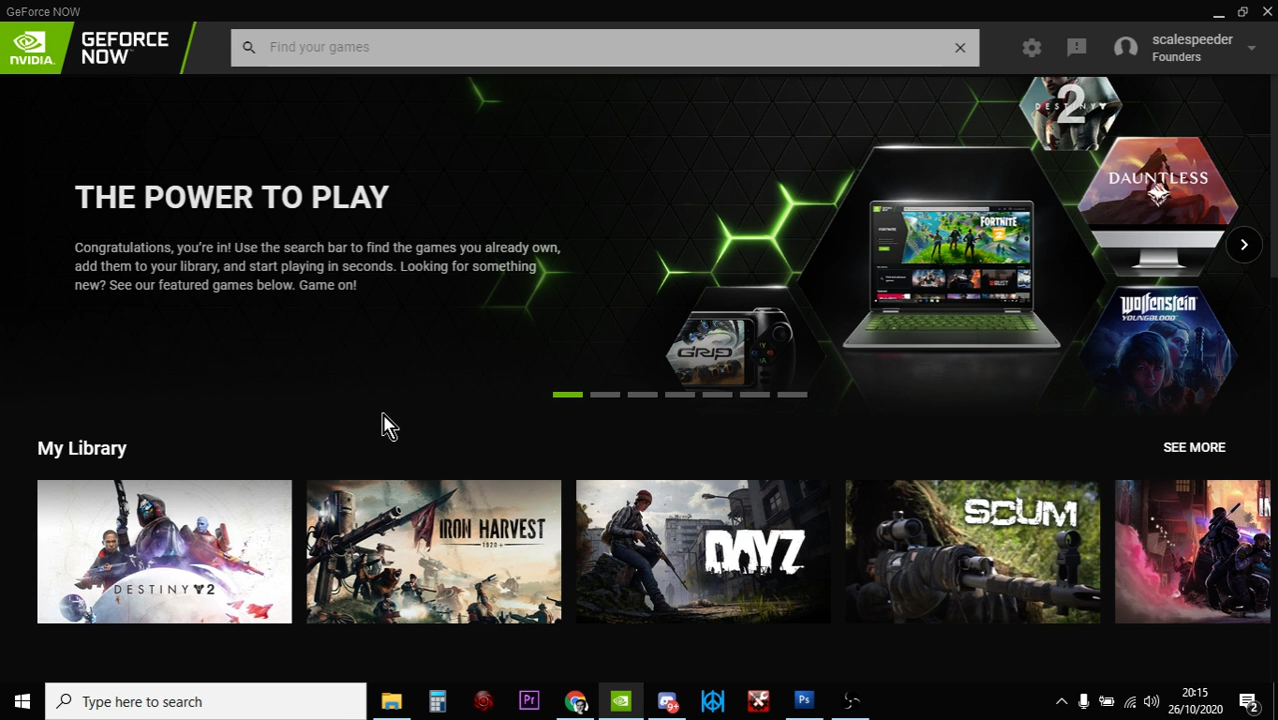 GeForce NOW
NVIDIA.
GEFORCE
NOW
Find your games
scalespeeder
Founders
THE POWER TO PLAY
Congratulations, you're in! Use the search bar to find the games you already own,
add them to your library, and start playing in seconds. Looking for something
new? See our featured games below. Game on!
2
DESTINY
DAUNTLESS
FORTNITE
Wolfenstein
YOUNGBLOOD
GRIP
My Library
SEE MORE
DESTINY 2
IRON HARVEST
1920+
DAYZ
SCUM
Type here to search
Pr
9+
Ps
20:15
26/10/2020
2